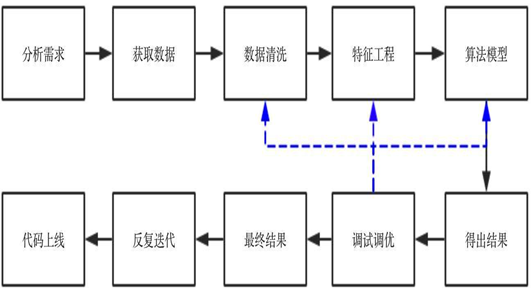 分析需求
获取数据
数据清洗
特征工程
算法模型
代码上线
反复迭代
最终结果
调试调优
得出结果